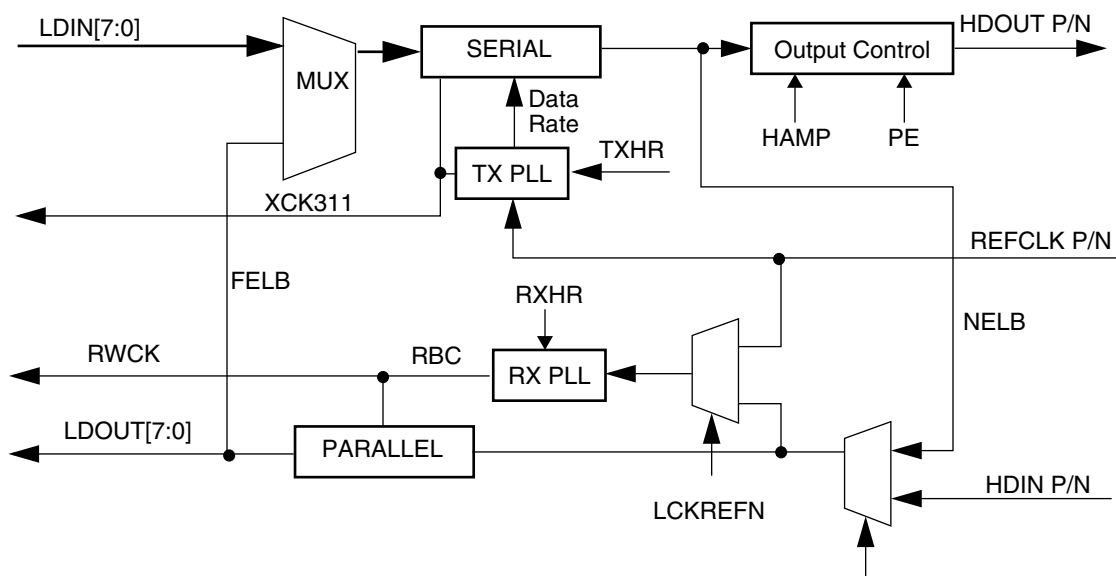 LDIN[7:0]
MUX
SERIAL
Output Control
HDOUT P/N
Data
Rate
HAMP
PE
TX PLL
TXHR
XCK311
REFCLK P/N
FELB
RXHR
NELB
RWCK
RBC
RX PLL
LDOUT[7:0]
PARALLEL
LCKREFN
HDIN P/N